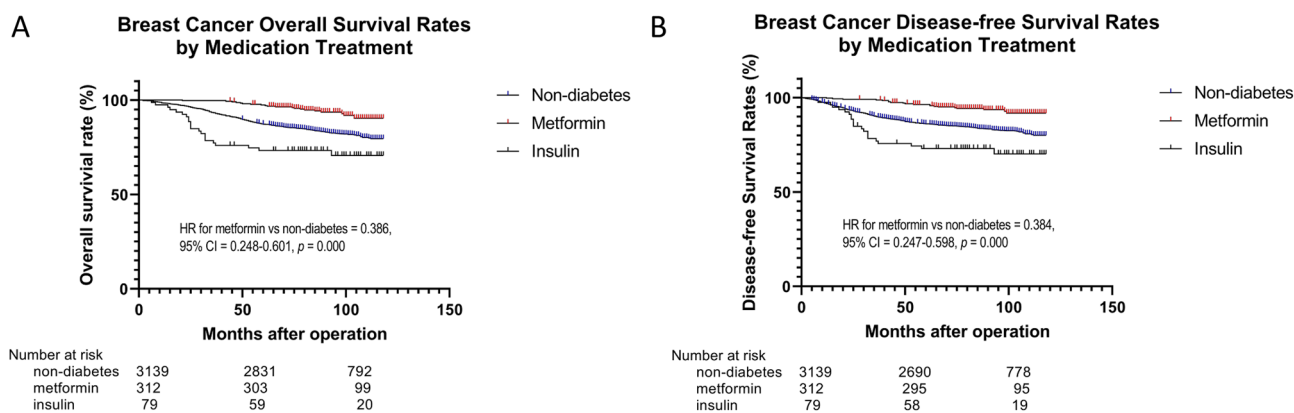 A
Breast Cancer Overall Survival Rates
by Medication Treatment
Overall survivial rate (%)
100
50
0
0 50 100 150
Months after operation
Non-diabetes
Metformin
Insulin
HR for metformin vs non-diabetes = 0.386,
95% CI = 0.248-0.601, p = 0.000
Number at risk
non-diabetes 3139 2831 792
metformin 312 303 99
insulin 79 59 20
B
Breast Cancer Disease-free Survival Rates
by Medication Treatment
Disease-free Survival Rates (%)
100
50
0
0 50 100 150
Months after operation
Non-diabetes
Metformin
Insulin
HR for metformin vs non-diabetes = 0.384,
95% CI = 0.247-0.598, p = 0.000
Number at risk
non-diabetes 3139 2690 778
metformin 312 295 95
insulin 79 58 19